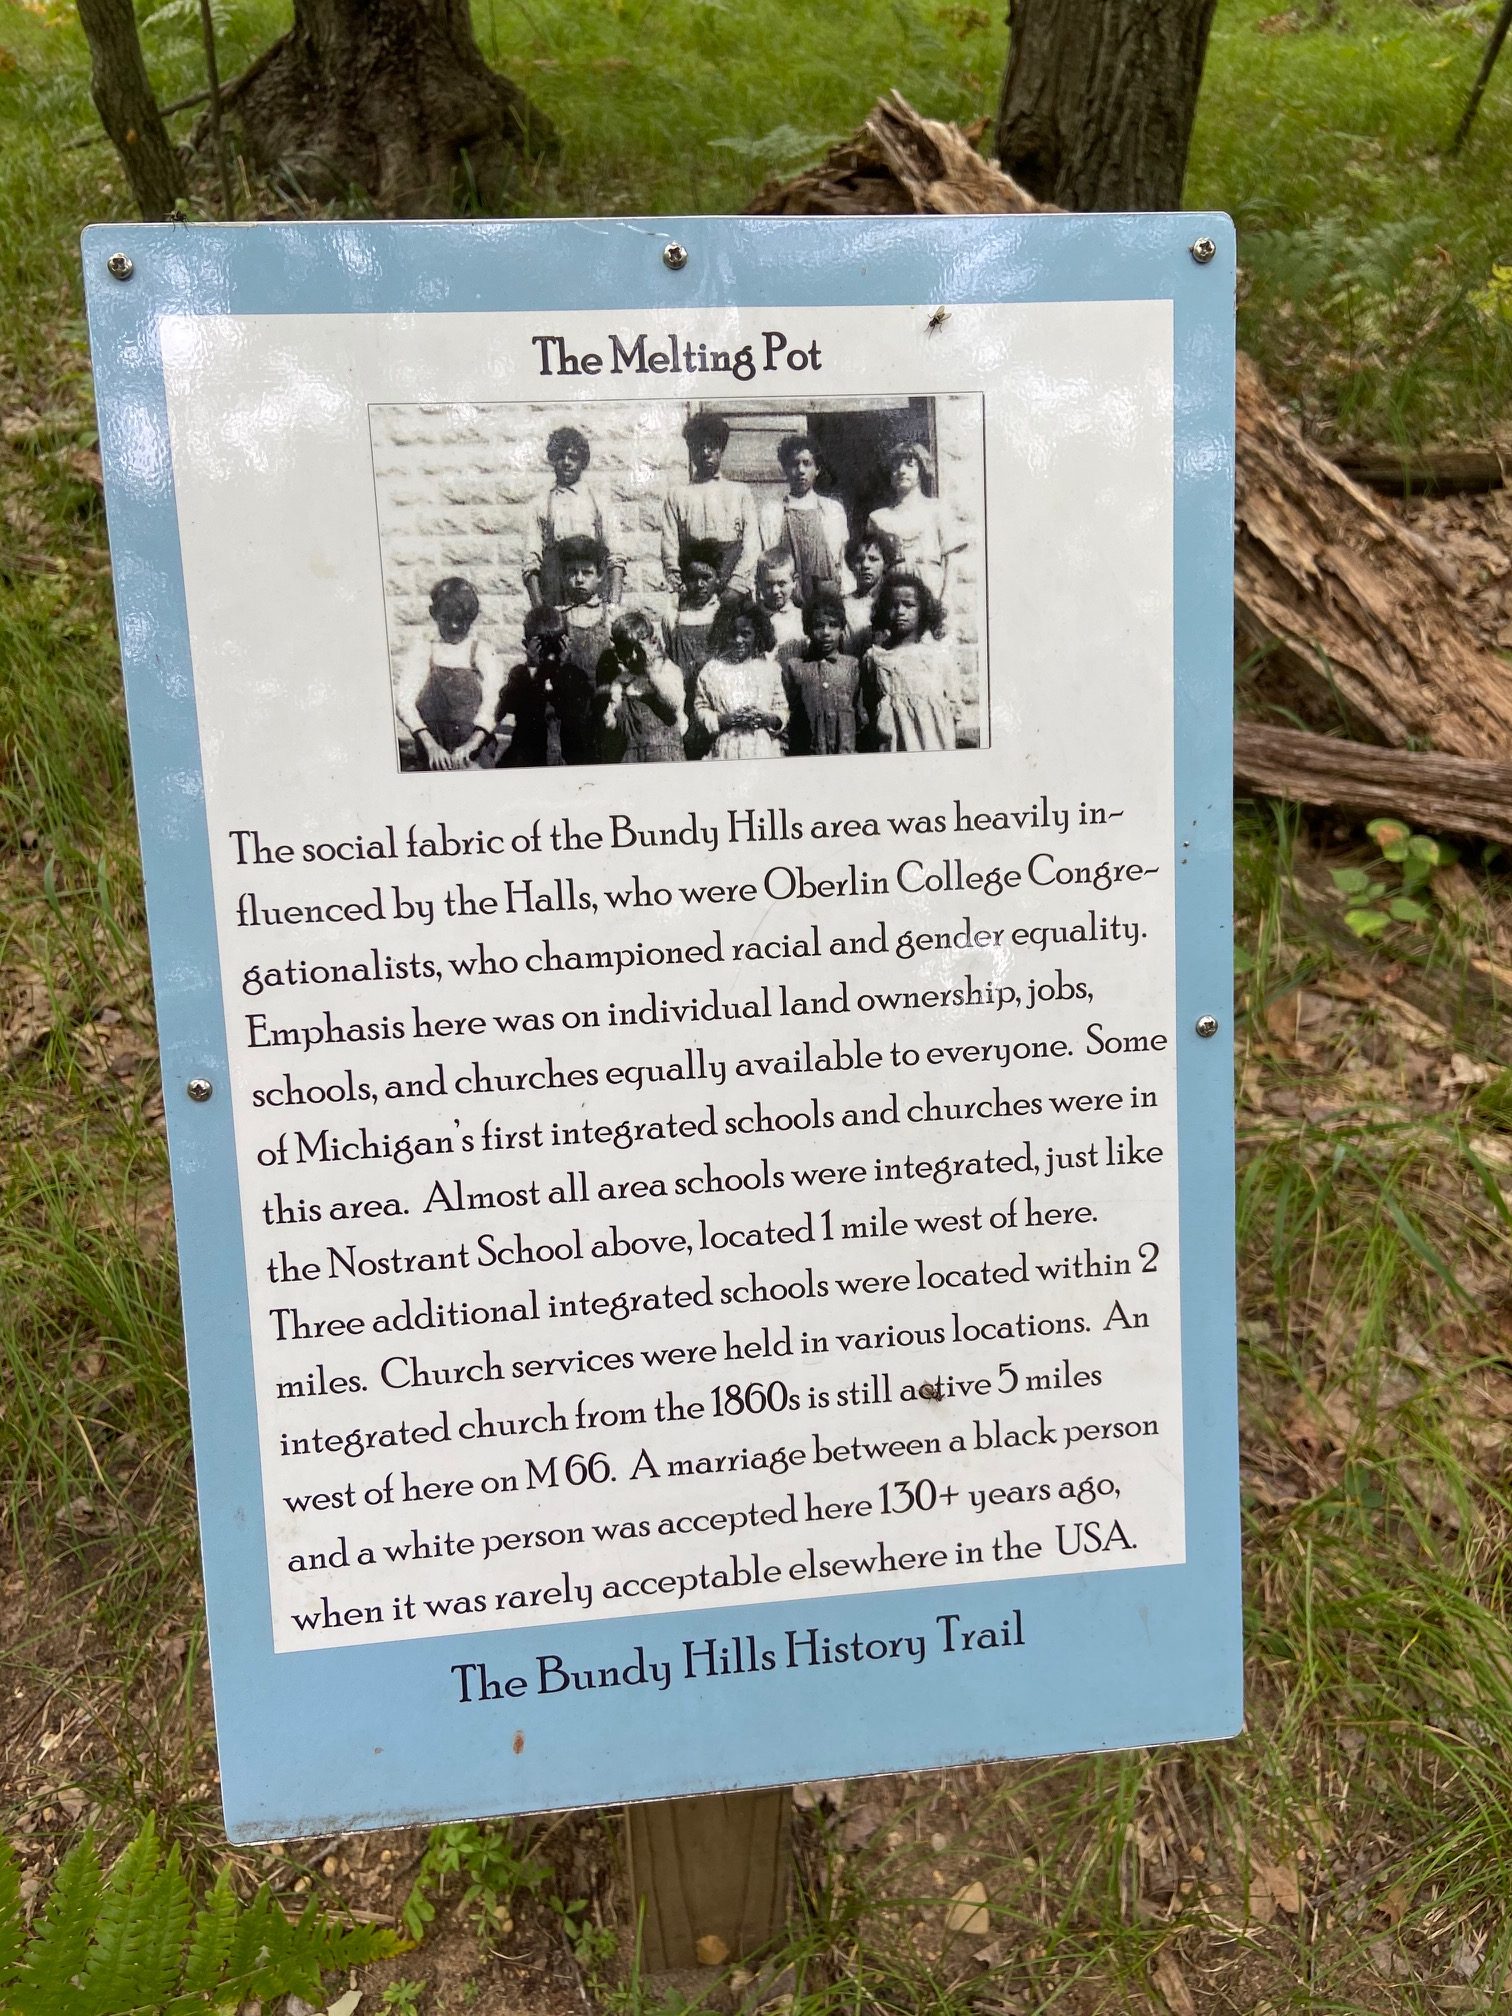 The Melting Pot
The social fabric of the Bundy Hills area was heavily in-
fluenced by the Halls, who were Oberlin College Congre-
gationalists, who championed racial and gender equality.
Emphasis here was on individual land ownership, jobs,
schools, and churches equally available to everyone. Some
of Michigan's first integrated schools and churches were in
this area. Almost all area schools were integrated, just like
the Nostrant School above, located 1 mile west of here.
Three additional integrated schools were located within 2
miles. Church services were held in various locations. An
integrated church from the 1860s is still active 5 miles
west of here on M 66. A marriage between a black person
and a white person was accepted here 130+ years ago,
when it was rarely acceptable elsewhere in the USA.
The Bundy Hills History Trail